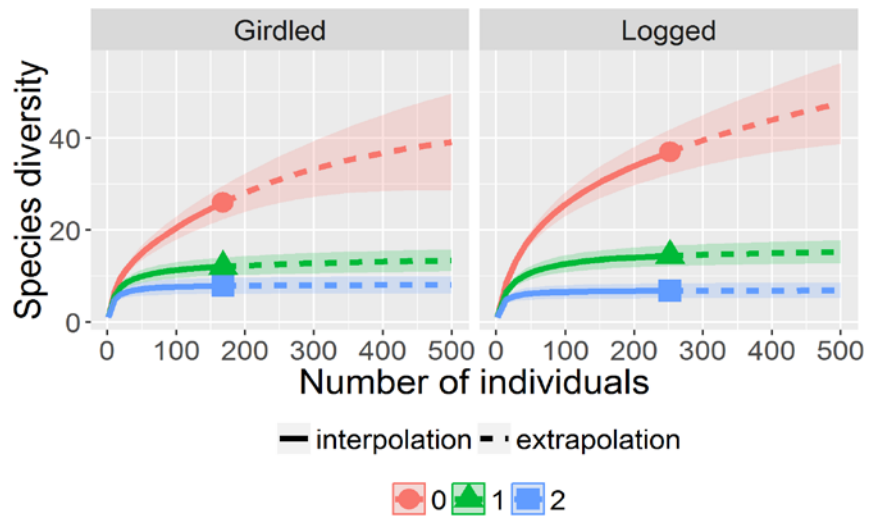 Girdled Logged
Species diversity
40
20
0
0 100 200 300 400 500 0 100 200 300 400 500
Number of individuals
interpolation extrapolation
0 1 2